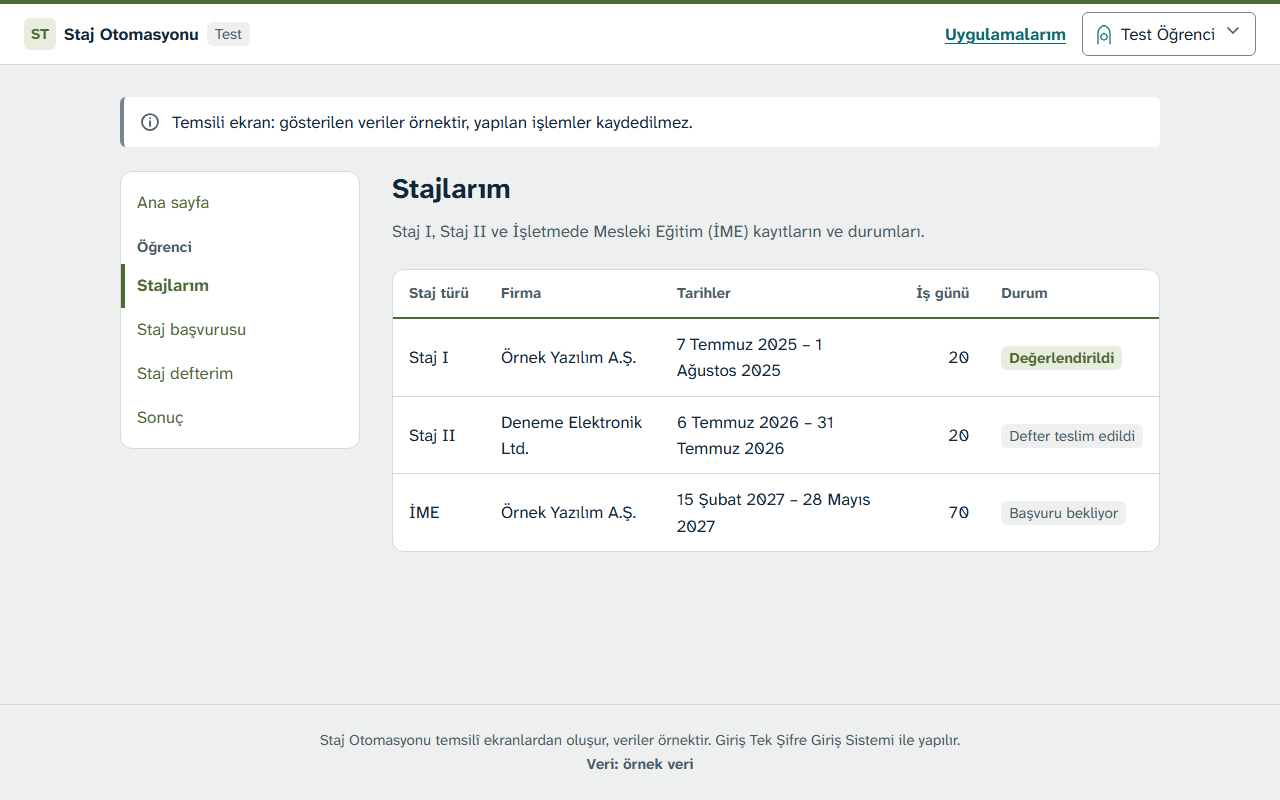 ST Staj Otomasyonu Test
Uygulamalarım Test Öğrenci
Temsili ekran: gösterilen veriler örnektir, yapılan işlemler kaydedilmez.
Ana sayfa
Öğrenci
Stajlarım
Staj başvurusu
Staj defterim
Sonuç
Stajlarım
Staj I, Staj II ve İşletmede Mesleki Eğitim (İME) kayıtların ve durumları.
Staj türü Firma Tarihler İş günü Durum
Staj I Örnek Yazılım A.Ş. 7 Temmuz 2025 – 1 20 Değerlendirildi
Ağustos 2025
Staj II Deneme Elektronik 6 Temmuz 2026 – 31 20 Defter teslim edildi
Ltd. Temmuz 2026
İME Örnek Yazılım A.Ş. 15 Şubat 2027 – 28 Mayıs 70 Başvuru bekliyor
2027
Staj Otomasyonu temsilî ekranlardan oluşur, veriler örnektir. Giriş Tek Şifre Giriş Sistemi ile yapılır.
Veri: örnek veri